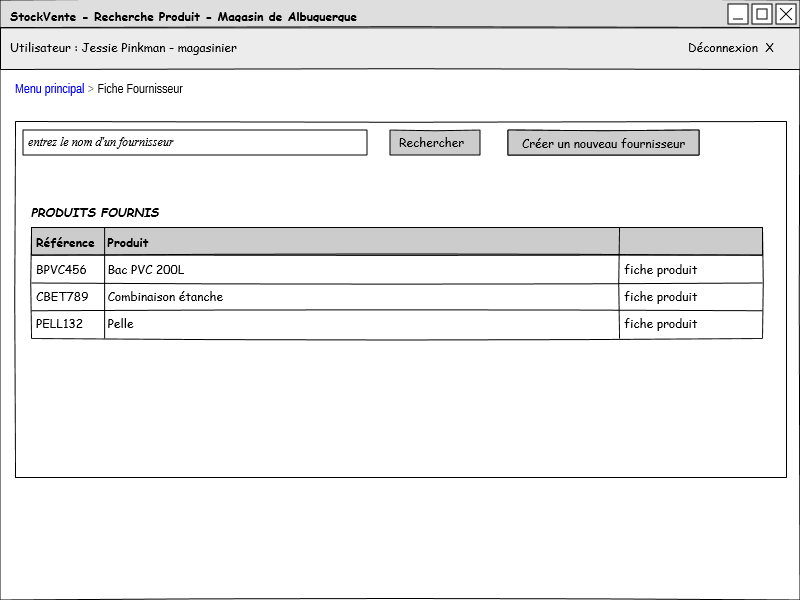 StockVente - Recherche Produit - Magasin de Albuquerque
Utilisateur : Jessie Pinkman - magasinier Déconnexion X
Menu principal > Fiche Fournisseur
entrez le nom d'un fournisseur Rechercher Créer un nouveau fournisseur
PRODUITS FOURNIS
Référence Produit
BPVC456 Bac PVC 200L fiche produit
CBET789 Combinaison étanche fiche produit
PELL132 Pelle fiche produit